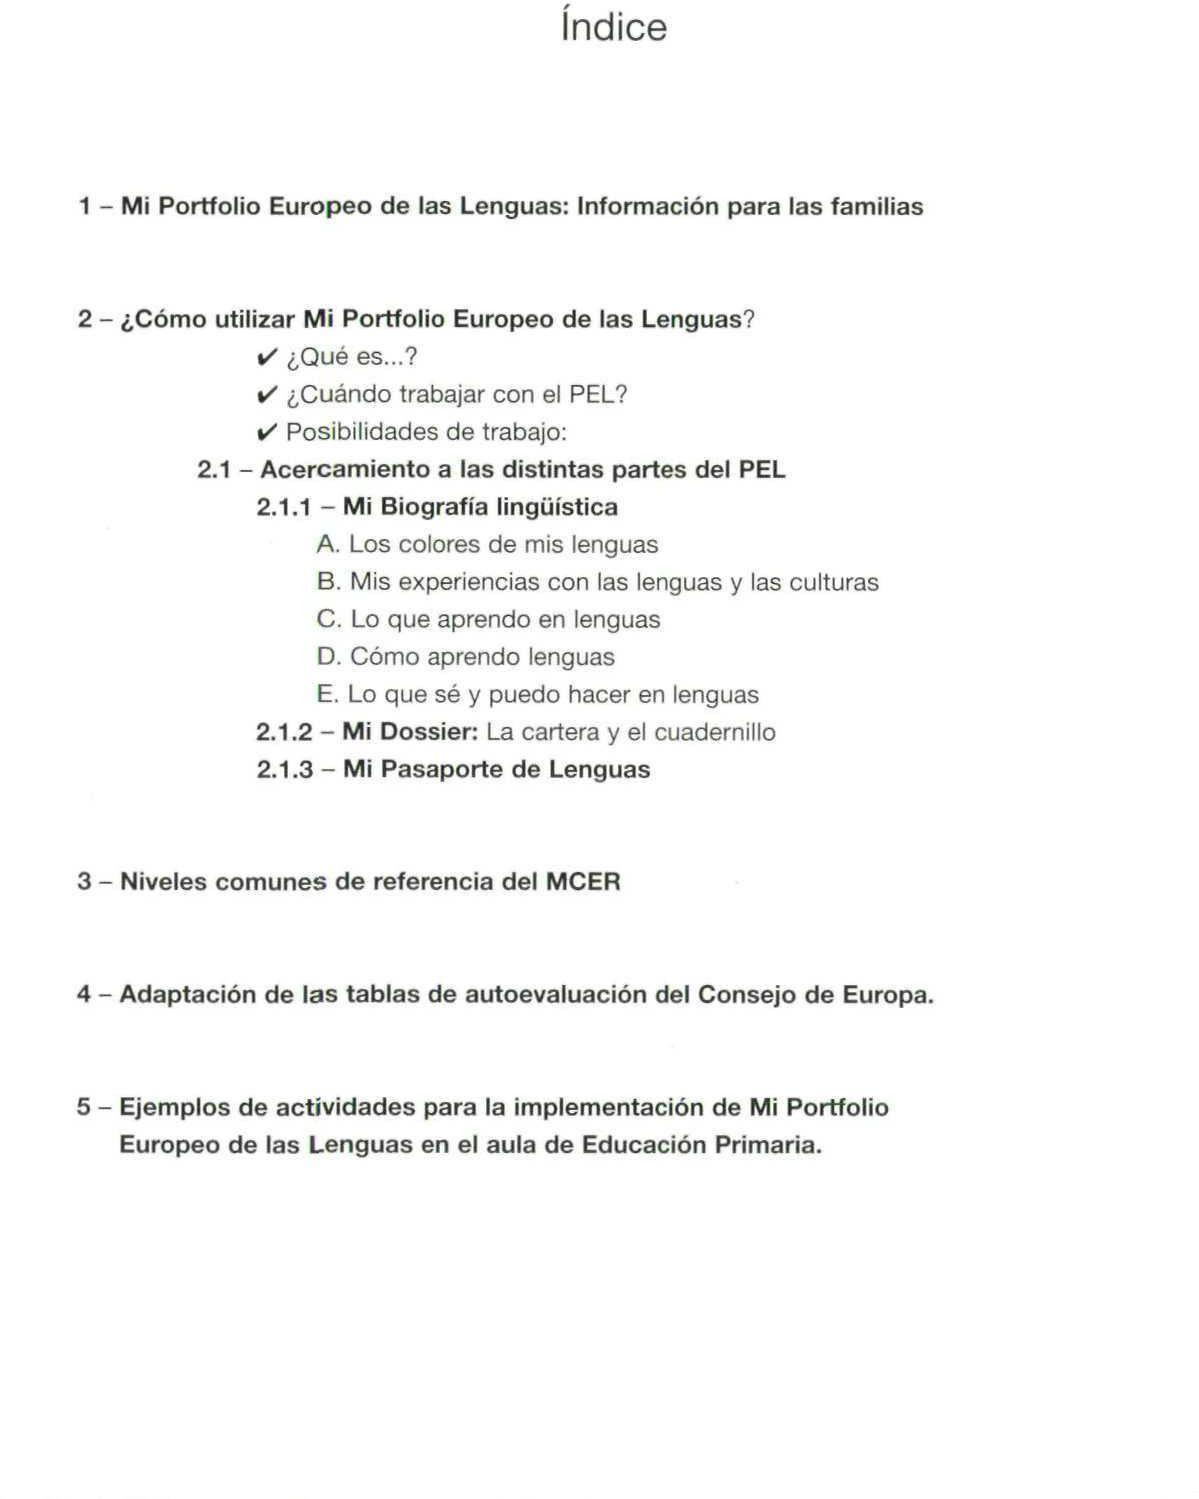 Índice
1 – Mi Portfolio Europeo de las Lenguas: Información para las familias
2 – ¿Cómo utilizar Mi Portfolio Europeo de las Lenguas?
✔ ¿Qué es...?
✔ ¿Cuándo trabajar con el PEL?
✔ Posibilidades de trabajo:
2.1 – Acercamiento a las distintas partes del PEL
2.1.1 – Mi Biografía lingüística
A. Los colores de mis lenguas
B. Mis experiencias con las lenguas y las culturas
C. Lo que aprendo en lenguas
D. Cómo aprendo lenguas
E. Lo que sé y puedo hacer en lenguas
2.1.2 – Mi Dossier: La cartera y el cuadernillo
2.1.3 – Mi Pasaporte de Lenguas
3 – Niveles comunes de referencia del MCER
4 – Adaptación de las tablas de autoevaluación del Consejo de Europa.
5 – Ejemplos de actividades para la implementación de Mi Portfolio
Europeo de las Lenguas en el aula de Educación Primaria.